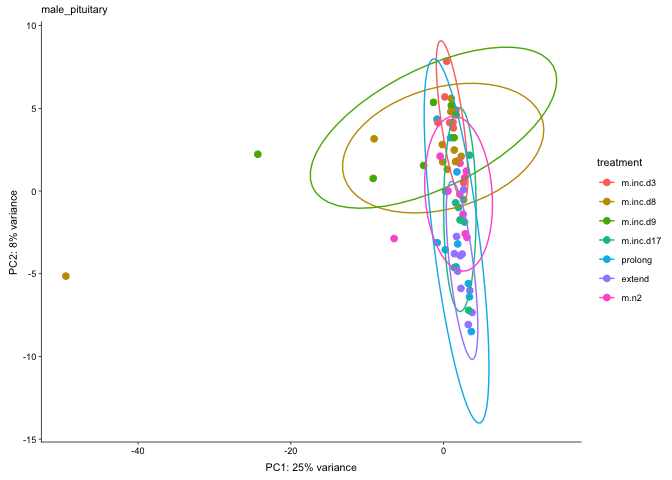 male_pituitary
10
5
0
-5
-10
-15
PC2: 8% variance
-40
-20
0
PC1: 25% variance
treatment
m.inc.d3
m.inc.d8
m.inc.d9
m.inc.d17
prolong
extend
m.n2